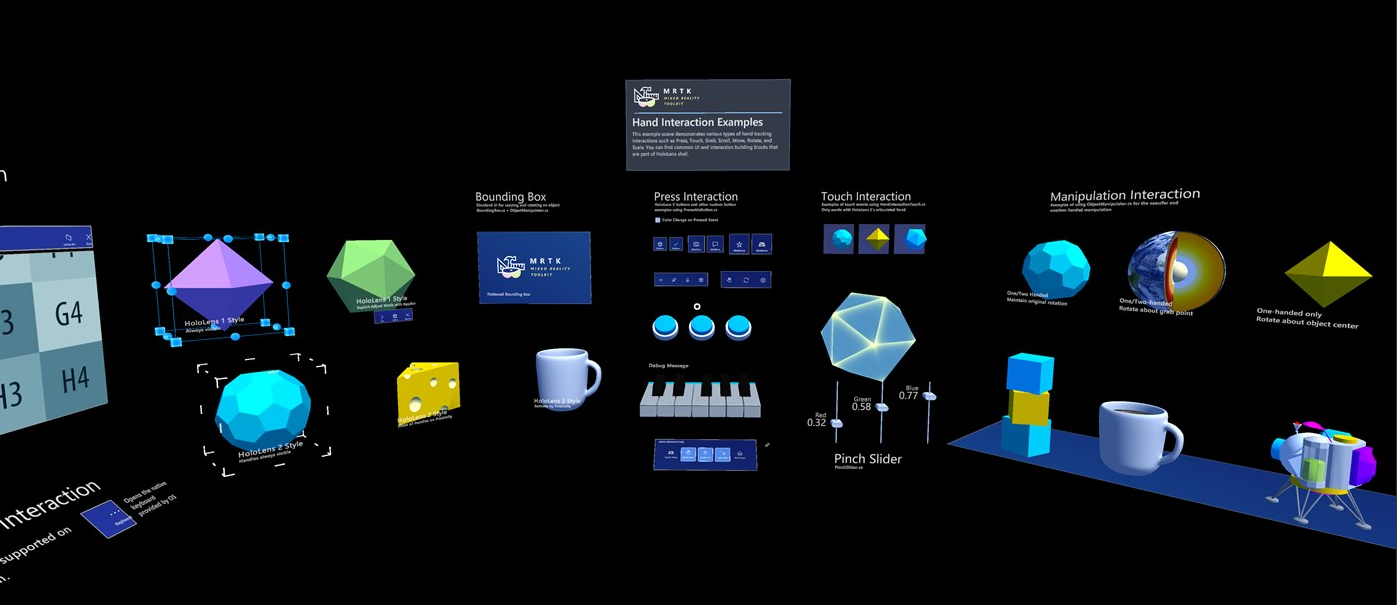 MRTK
MIXED REALITY
TOOLKIT
Hand Interaction Examples
This example scene demonstrates various types of hand tracking
interactions such as Press, Touch, Grab, Scroll, Move, Rotate, and
Scale. You can find common UI and interaction building blocks that
are part of HoloLens shell.
n
3
G4
H3
H4
HoloLens 1 Style
HoloLens 1 Style
HoloLens 2 Style
Handles always visible
HoloLens 2 Style
HoloLens 2 Style
Activate by Proximity
Bounding Box
Standard UI for resizing and rotating an object
BoundingBox.cs + ObjectManipulator.cs
MRTK
MIXED REALITY
TOOLKIT
Flattened Bounding Box
Press Interaction
HoloLens 2 buttons and other custom button
examples using PressableButton.cs
Color Change on Pressed Event
Debug Message
Touch Interaction
Examples of touch events using HandInteractionTouch.cs
Only works with HoloLens 2's articulated hand
Red
0.32
Green
0.58
Blue
0.77
Pinch Slider
PinchSlider.cs
Manipulation Interaction
Examples of using ObjectManipulator.cs for the near/far and
one/two-handed manipulation
One/Two Handed
Maintain original rotation
One/Two-handed
Rotate about grab point
One-handed only
Rotate about object center
Interaction
supported on
Opens the native
keyboard
provided by OS